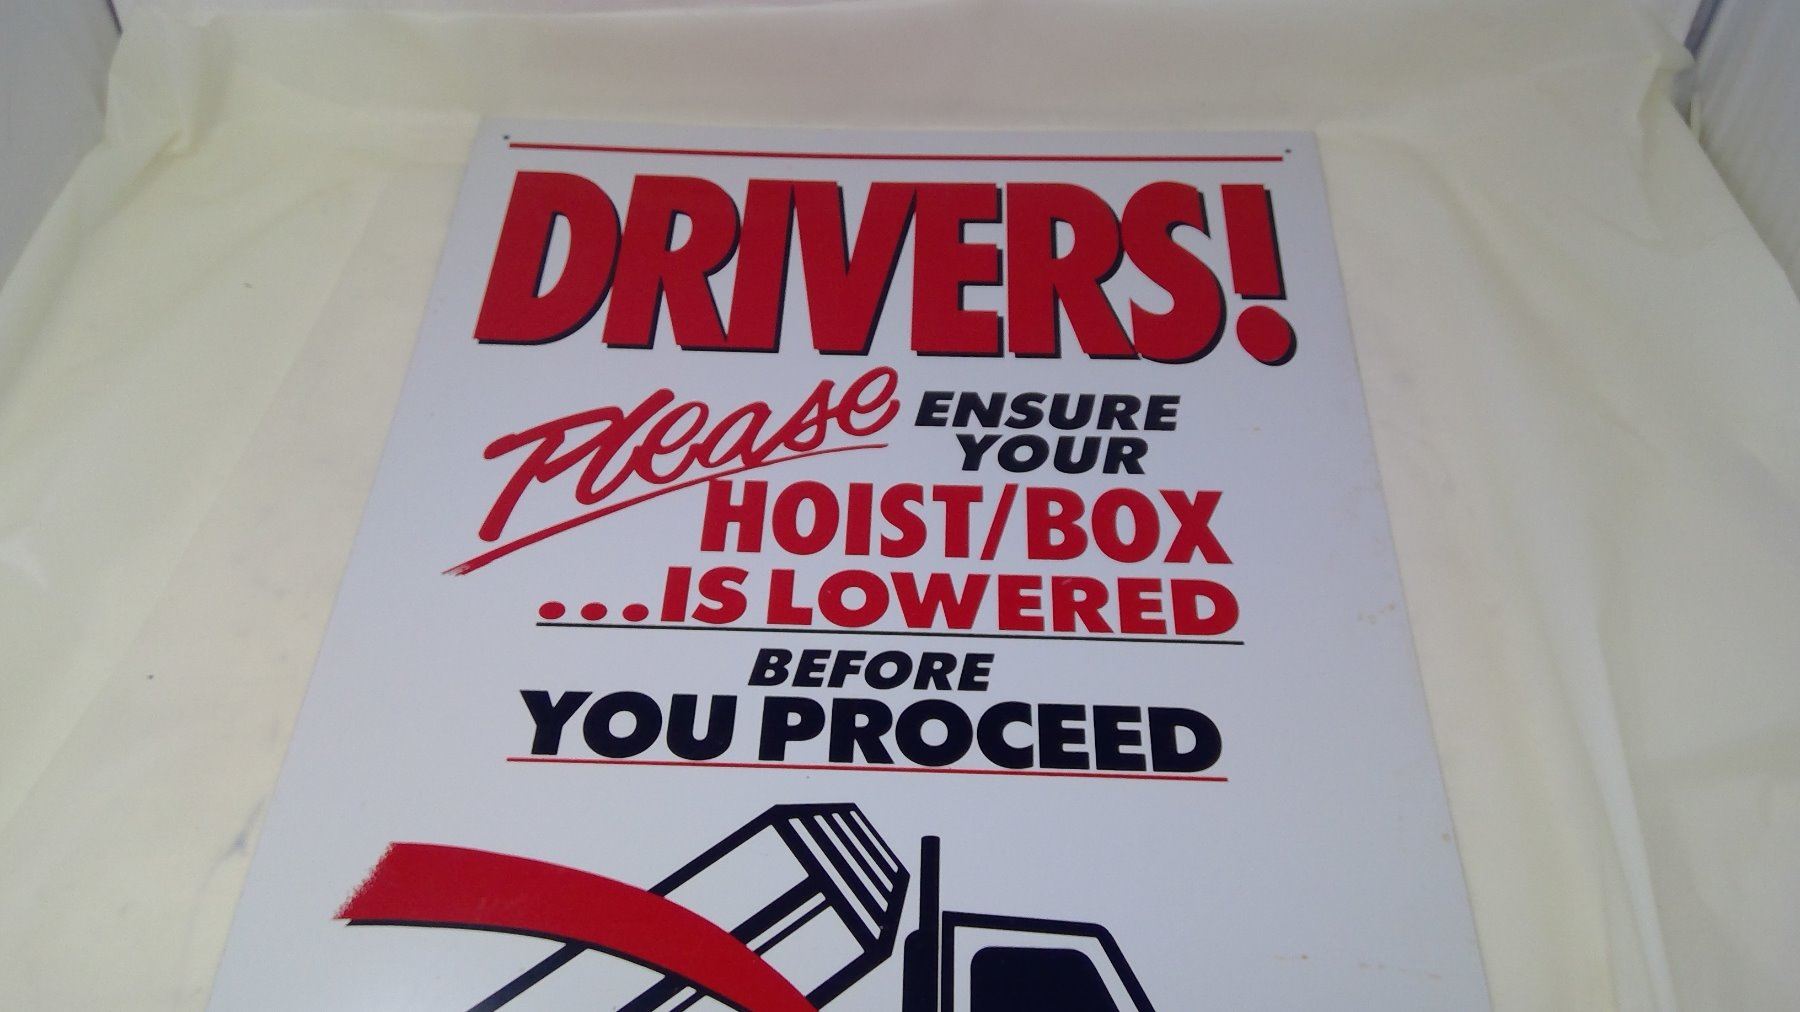 DRIVERS!
Please ENSURE
YOUR
HOIST/BOX
...IS LOWERED
BEFORE
YOU PROCEED